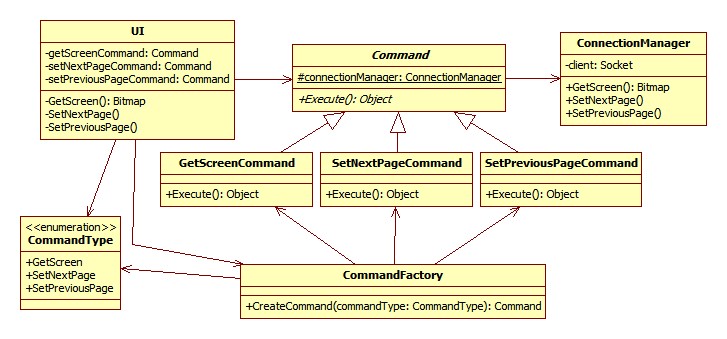 UI
-getScreenCommand: Command
-setNextPageCommand: Command
-setPreviousPageCommand: Command
-GetScreen(): Bitmap
-SetNextPage()
-SetPreviousPage()
Command
#connectionManager: ConnectionManager
+Execute(): Object
ConnectionManager
-client: Socket
+GetScreen(): Bitmap
+SetNextPage()
+SetPreviousPage()
GetScreenCommand
+Execute(): Object
SetNextPageCommand
+Execute(): Object
SetPreviousPageCommand
+Execute(): Object
<<enumeration>>
CommandType
+GetScreen
+SetNextPage
+SetPreviousPage
CommandFactory
+CreateCommand(commandType: CommandType): Command